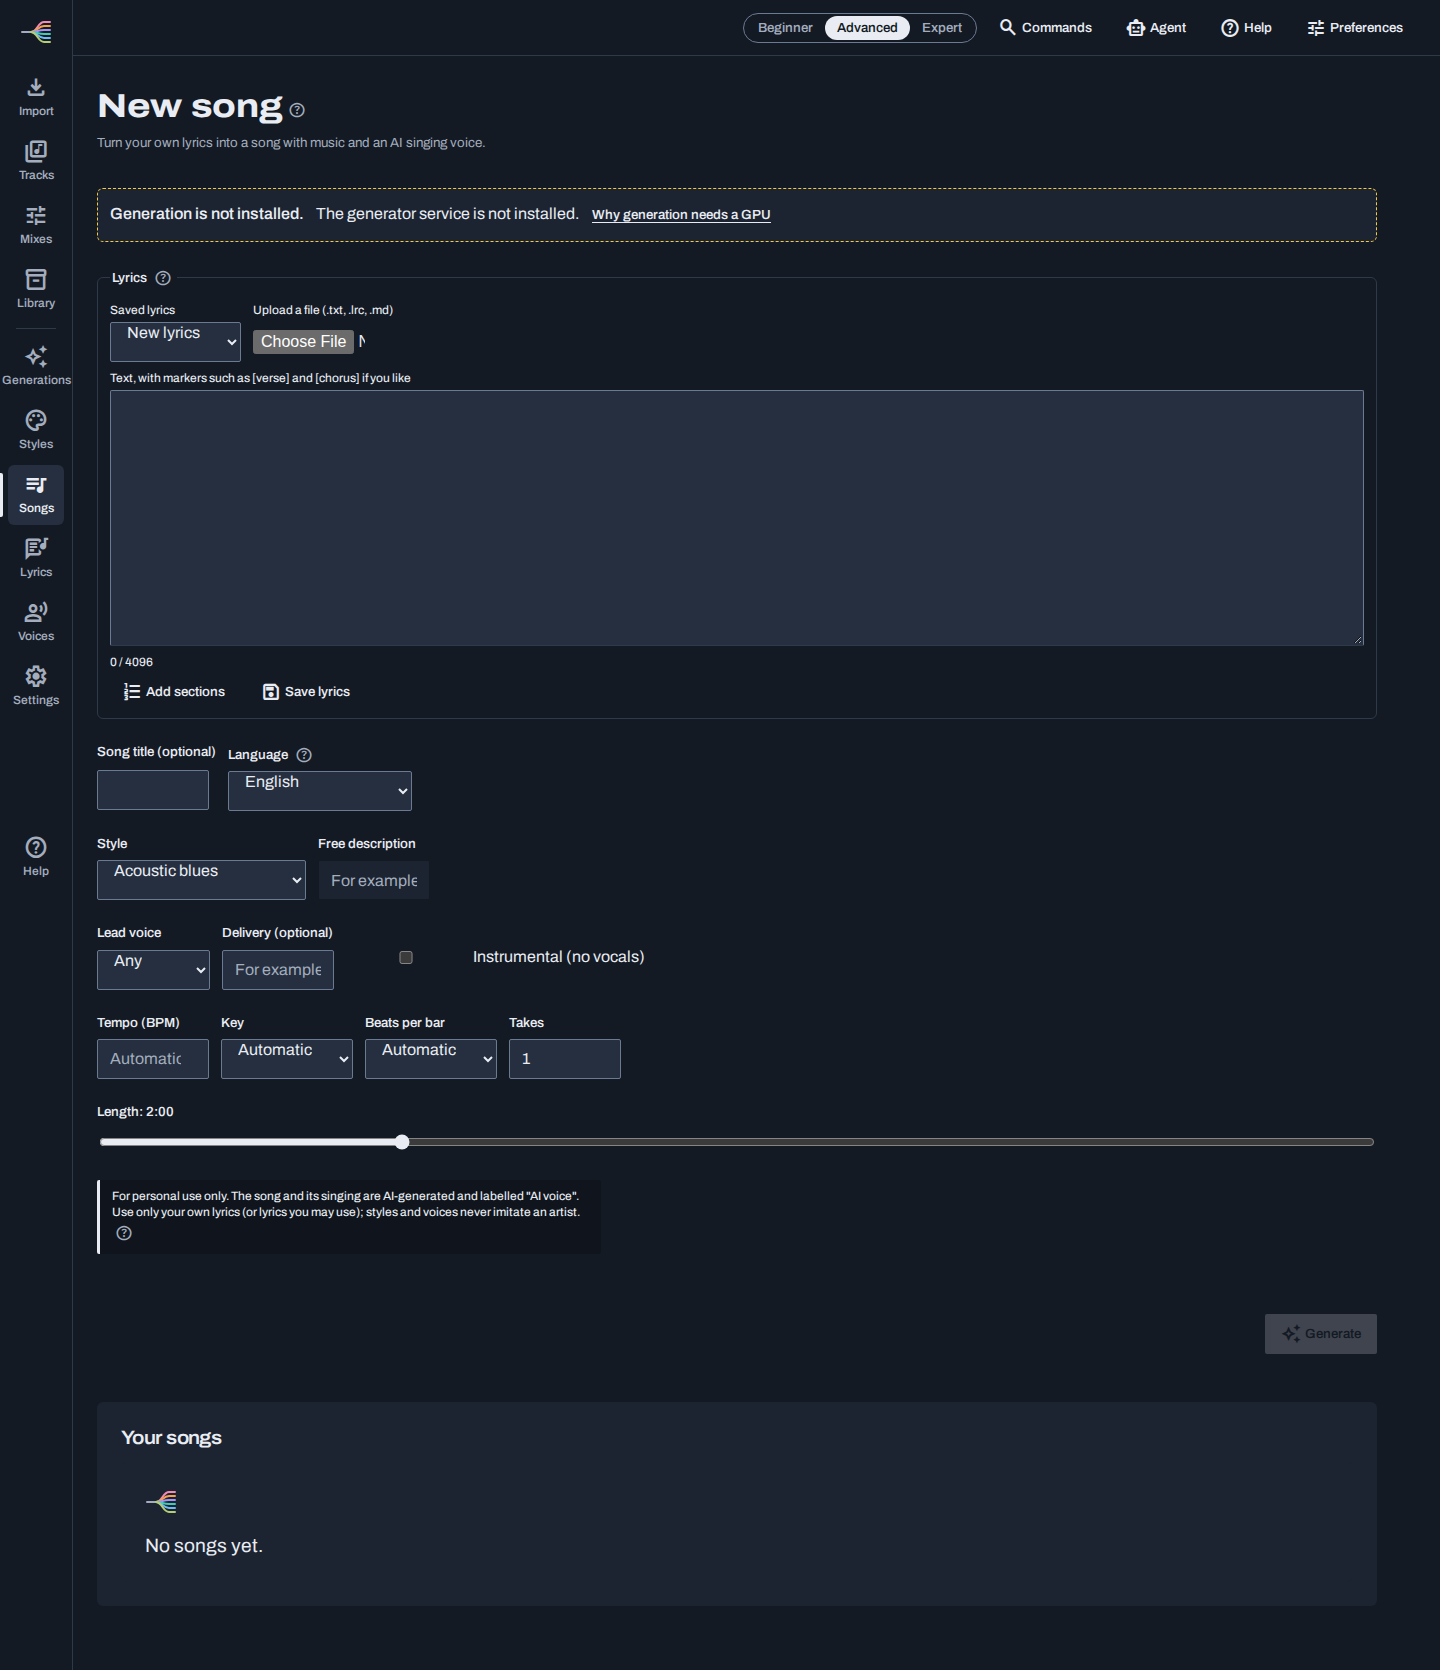 Beginner Advanced Expert Commands Agent Help Preferences
Import
Tracks
Mixes
Library
Generations
Styles
Songs
Lyrics
Voices
Settings
Help
New song
Turn your own lyrics into a song with music and an AI singing voice.
Generation is not installed. The generator service is not installed. Why generation needs a GPU
Lyrics
Saved lyrics Upload a file (.txt, .lrc, .md)
New lyrics Choose File N
Text, with markers such as [verse] and [chorus] if you like
0 / 4096
Add sections Save lyrics
Song title (optional) Language
English
Style Free description
Acoustic blues For example
Lead voice Delivery (optional)
Any For example Instrumental (no vocals)
Tempo (BPM) Key Beats per bar Takes
Automatic Automatic Automatic 1
Length: 2:00
For personal use only. The song and its singing are AI-generated and labelled "AI voice".
Use only your own lyrics (or lyrics you may use); styles and voices never imitate an artist.
Generate
Your songs
No songs yet.